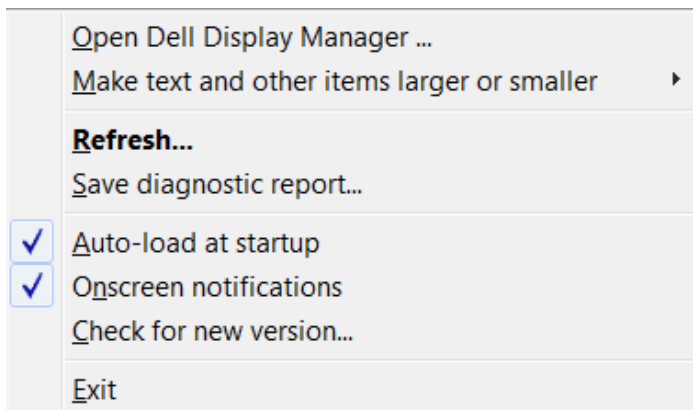 Open Dell Display Manager ...
Make text and other items larger or smaller
Refresh...
Save diagnostic report...
Auto-load at startup
Onscreen notifications
Check for new version...
Exit